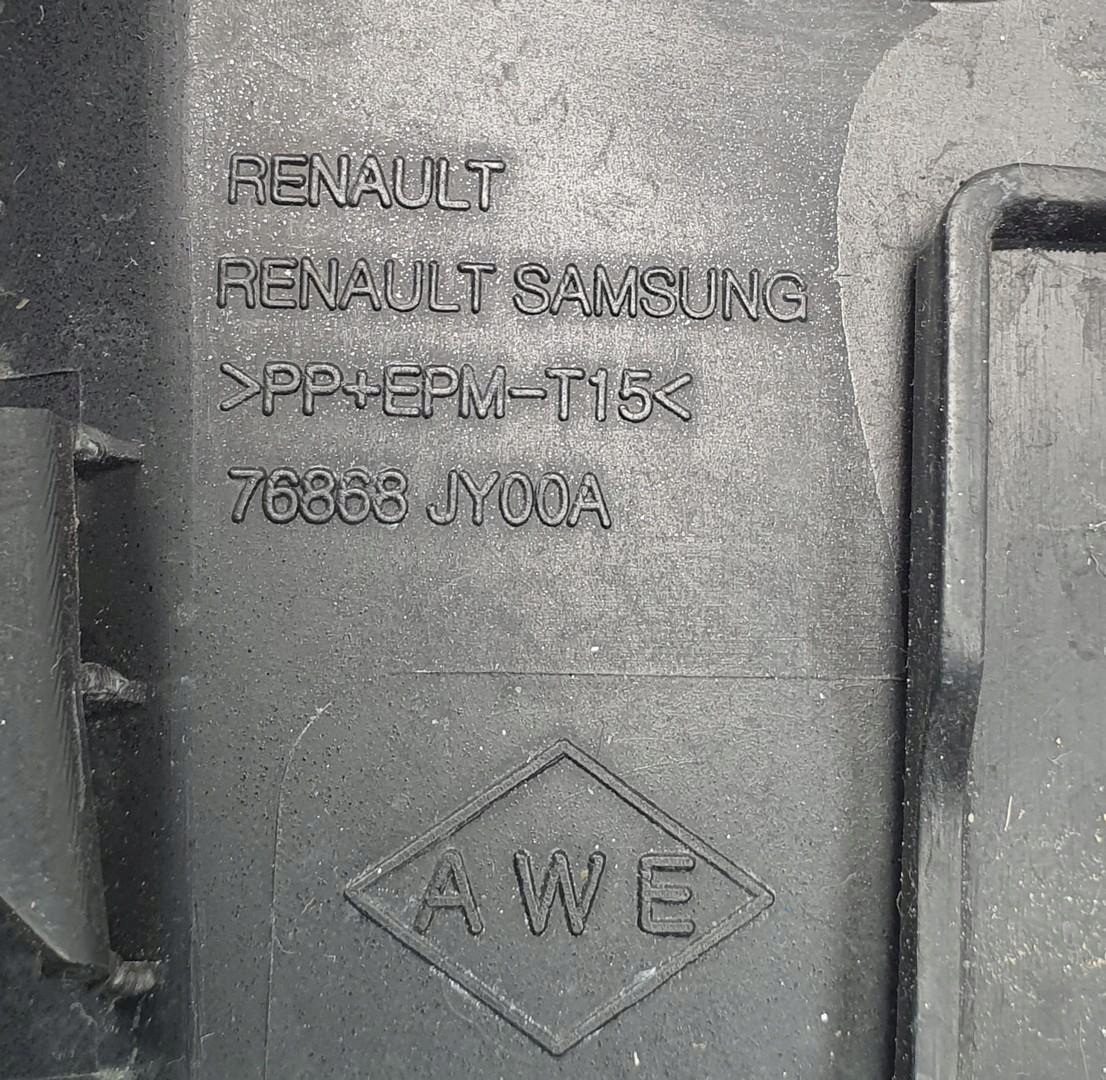 RENAULT
RENAULT SAMSUNG
>PP+EPM-T15<
76868 JY00A
AWE